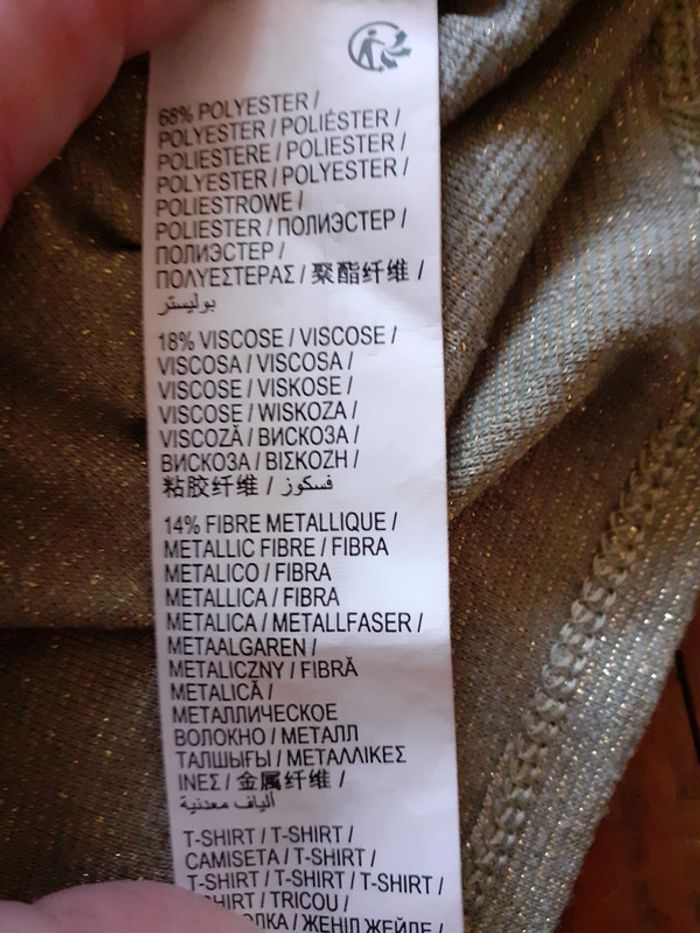 68% POLYESTER /
POLYESTER / POLIÉSTER /
POLIESTERE / POLIESTER /
POLYESTER / POLYESTER /
POLIESTROWE /
POLIESTER / ПОЛИЭСТЕР /
ПОЛИЭСТЕР /
ΠΟΛΥΕΣΤΕΡΑΣ / 聚酯纤维 /
بوليستر
18% VISCOSE / VISCOSE /
VISCOSA / VISCOSA /
VISCOSE / VISKOSE /
VISCOSE / WISKOZA /
VISCOZĂ / ВИСКОЗА /
ВИСКОЗА / ΒΙΣΚΟΖΗ /
粘胶纤维 / فسكوز
14% FIBRE METALLIQUE /
METALLIC FIBRE / FIBRA
METALICO / FIBRA
METALLICA / FIBRA
METALICA / METALLFASER /
METAALGAREN /
METALICZNY / FIBRĂ
METALICĂ /
МЕТАЛЛИЧЕСКОЕ
ВОЛОКНО / МЕТАЛЛ
ТАЛШЫҒЫ / ΜΕΤΑΛΛΙΚΕΣ
ΙΝΕΣ / 金属纤维 /
ألياف معدنية
T-SHIRT / T-SHIRT /
CAMISETA / T-SHIRT /
T-SHIRT / T-SHIRT / T-SHIRT /
TRICOU /